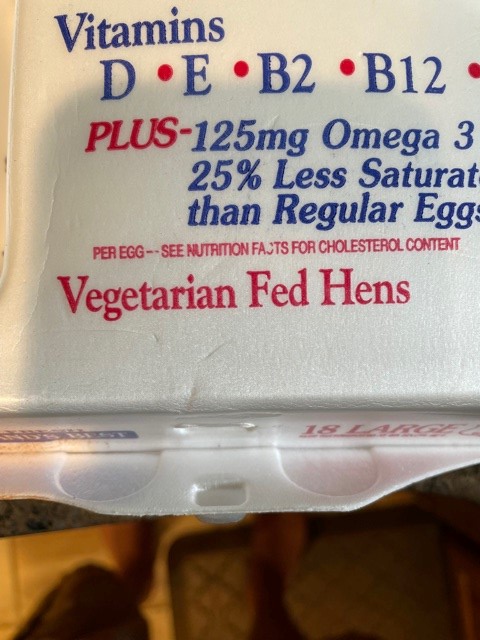 Vitamins
D • E • B2 • B12 •
PLUS-125mg Omega 3
25% Less Saturat
than Regular Eggs
PER EGG -- SEE NUTRITION FACTS FOR CHOLESTEROL CONTENT
Vegetarian Fed Hens
BEST
18 LARGE